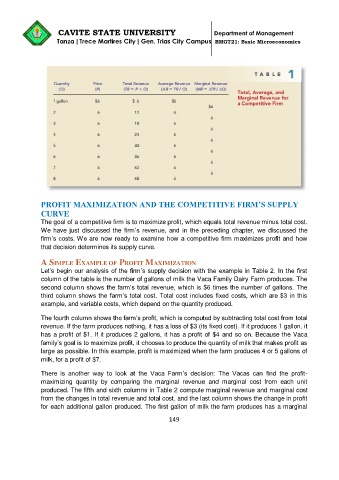 CAVITE STATE UNIVERSITY Department of Management
Tanza | Trece Martires City | Gen. Trias City Campus BMGT21: Basic Microeconomics
TABLE 1
Total, Average, and
Marginal Revenue for
a Competitive Firm
Quantity Price Total Revenue Average Revenue Marginal Revenue
(Q) (P) (TR = P × Q) (AR = TR / Q) (MR = ΔTR / ΔQ)
1 gallon $6 $ 6 $6
$6
2 6 12 6
6
3 6 18 6
6
4 6 24 6
6
5 6 30 6
6
6 6 36 6
6
7 6 42 6
6
8 6 48 6
PROFIT MAXIMIZATION AND THE COMPETITIVE FIRM'S SUPPLY
CURVE
The goal of a competitive firm is to maximize profit, which equals total revenue minus total cost.
We have just discussed the firm's revenue, and in the preceding chapter, we discussed the
firm's costs. We are now ready to examine how a competitive firm maximizes profit and how
that decision determines its supply curve.
A SIMPLE EXAMPLE OF PROFIT MAXIMIZATION
Let's begin our analysis of the firm's supply decision with the example in Table 2. In the first
column of the table is the number of gallons of milk the Vaca Family Dairy Farm produces. The
second column shows the farm's total revenue, which is $6 times the number of gallons. The
third column shows the farm's total cost. Total cost includes fixed costs, which are $3 in this
example, and variable costs, which depend on the quantity produced.
The fourth column shows the farm's profit, which is computed by subtracting total cost from total
revenue. If the farm produces nothing, it has a loss of $3 (its fixed cost). If it produces 1 gallon, it
has a profit of $1. If it produces 2 gallons, it has a profit of $4 and so on. Because the Vaca
family's goal is to maximize profit, it chooses to produce the quantity of milk that makes profit as
large as possible. In this example, profit is maximized when the farm produces 4 or 5 gallons of
milk, for a profit of $7.
There is another way to look at the Vaca Farm's decision: The Vacas can find the profit-
maximizing quantity by comparing the marginal revenue and marginal cost from each unit
produced. The fifth and sixth columns in Table 2 compute marginal revenue and marginal cost
from the changes in total revenue and total cost, and the last column shows the change in profit
for each additional gallon produced. The first gallon of milk the farm produces has a marginal
149